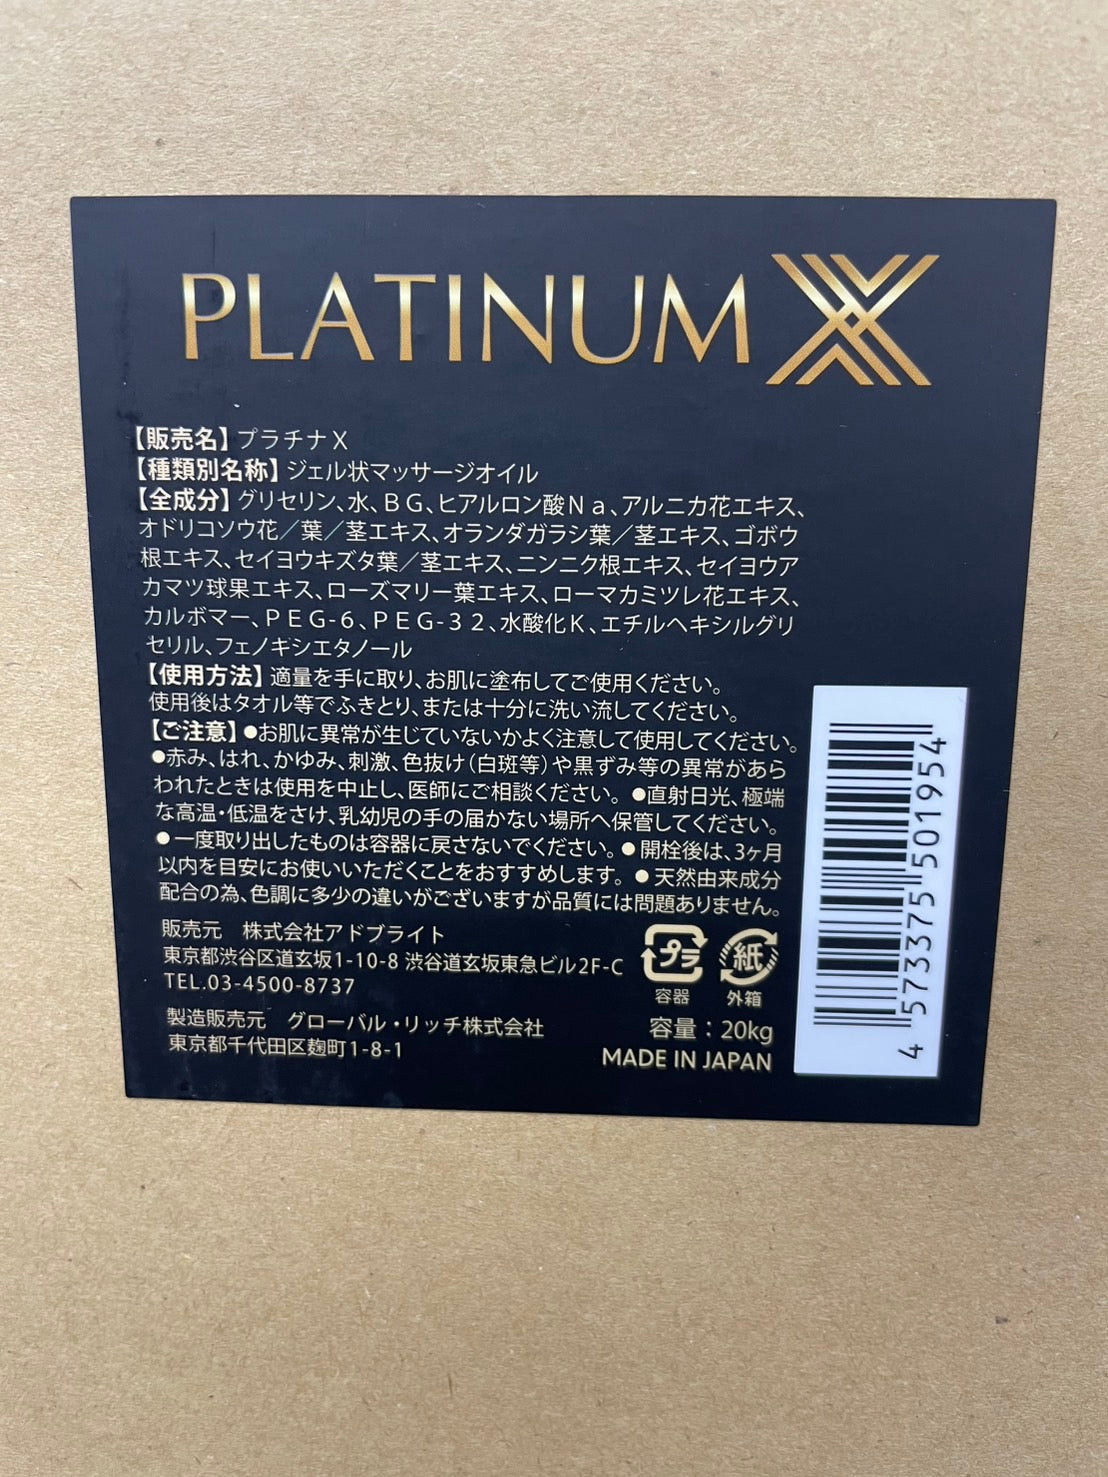 PLATINUM X
【販売名】プラチナX
【種類別名称】ジェル状マッサージオイル
【全成分】グリセリン、水、BG、ヒアルロン酸Na、アルニカ花エキス、
オドリコソウ花／葉／茎エキス、オランダガラシ葉／茎エキス、ゴボウ
根エキス、セイヨウキズタ葉／茎エキス、ニンニク根エキス、セイヨウア
カマツ球果エキス、ローズマリー葉エキス、ローマカミツレ花エキス、
カルボマー、PEG-6、PEG-32、水酸化K、エチルヘキシルグリ
セリル、フェノキシエタノール
【使用方法】適量を手に取り、お肌に塗布してご使用ください。
使用後はタオル等でふきとり、または十分に洗い流してください。
【ご注意】●お肌に異常が生じていないかよく注意して使用してください。
●赤み、はれ、かゆみ、刺激、色抜け（白斑等）や黒ずみ等の異常があら
われたときは使用を中止し、医師にご相談ください。●直射日光、極端
な高温・低温をさけ、乳幼児の手の届かない場所へ保管してください。
●一度取り出したものは容器に戻さないでください。●開栓後は、3ヶ月
以内を目安にお使いいただくことをおすすめします。●天然由来成分
配合の為、色調に多少の違いがございますが品質には問題ありません。
販売元 株式会社アドブライト
東京都渋谷区道玄坂1-10-8 渋谷道玄坂東急ビル2F-C
TEL.03-4500-8737
製造販売元 グローバル・リッチ株式会社
東京都千代田区麹町1-8-1
プラ 紙
容器 外箱
容量：20kg
MADE IN JAPAN
4 573375 501954